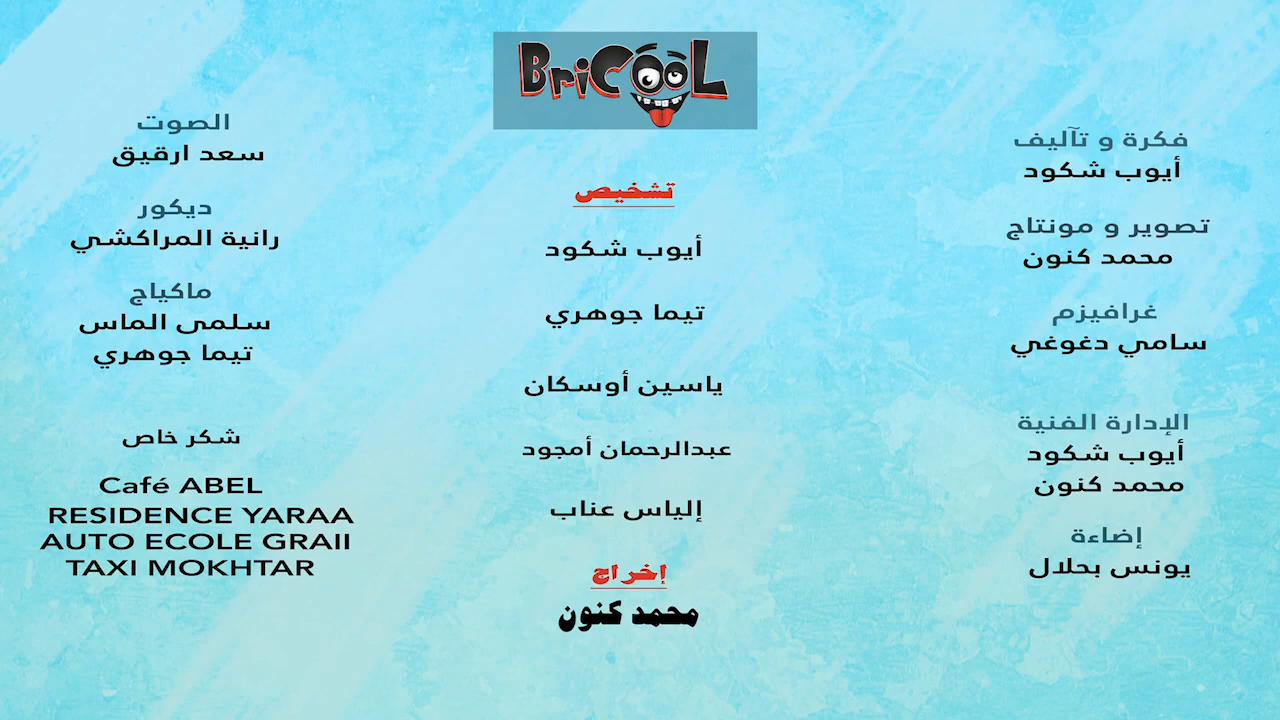 BriCooL
فكرة و تآليف
أيوب شكود
تصوير و مونتاج
محمد كنون
غرافيزم
سامي دغوغي
الإدارة الفنية
أيوب شكود
محمد كنون
إضاءة
يونس بحلال
تشخيص
أيوب شكود
تيما جوهري
ياسين أوسكان
عبدالرحمان أمجود
إلياس عناب
إخراج
محمد كنون
الصوت
سعد ارقيق
ديكور
رانية المراكشي
ماكياج
سلمى الماس
تيما جوهري
شكر خاص
Café ABEL
RESIDENCE YARAA
AUTO ECOLE GRAII
TAXI MOKHTAR